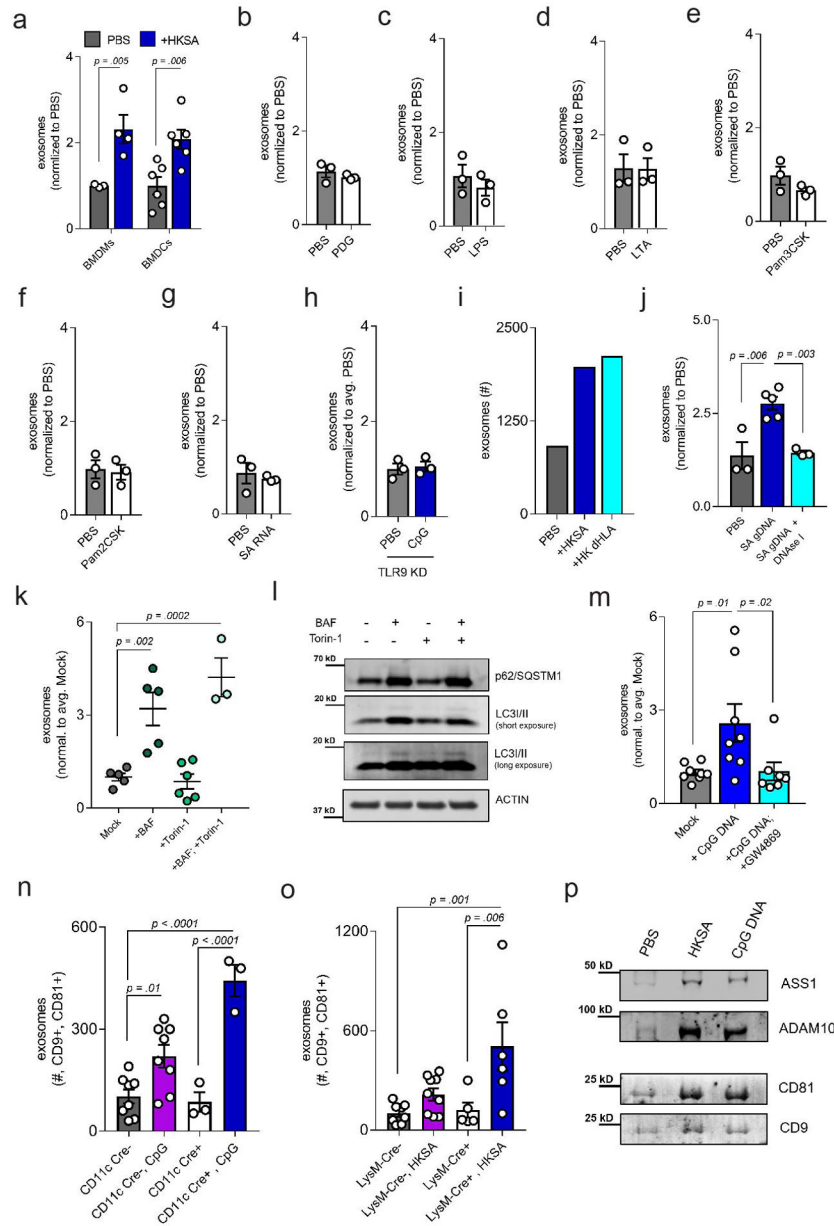 a
PBS
+HKSA
p = .005
p = .006
exosomes
(normlized to PBS)
4
2
0
BMDMs
BMDCs
b
exosomes
(normalized to PBS)
4
2
0
PBS
PDG
c
exosomes
(normalized to PBS)
4
2
0
PBS
LPS
d
exosomes
(normalized to PBS)
4
2
0
PBS
LTA
e
exosomes
(normalized to PBS)
4
2
0
PBS
Pam3CSK
f
exosomes
(normalized to PBS)
4
2
0
PBS
Pam2CSK
g
exosomes
(normalized to PBS)
4
2
0
PBS
SA RNA
h
exosomes
(normalized to avg. PBS)
4
2
0
PBS
CpG
TLR9 KD
i
exosomes (#)
2500
1250
0
PBS
+HKSA
+HK dHLA
j
exosomes
(normalized to PBS)
5.0
2.5
0.0
p = .006
p = .003
PBS
SA gDNA
SA gDNA +
DNAse I
k
exosomes
(normal. to avg. Mock)
6
3
0
p = .0002
p = .002
Mock
+BAF
+Torin-1
+BAF; +Torin-1
l
BAF - + - +
Torin-1 - - + +
70 kD
p62/SQSTM1
20 kD
LC3I/II
(short exposure)
20 kD
LC3I/II
(long exposure)
ACTIN
37 kD
m
exosomes
(normal. to avg. Mock)
6
3
0
p = .01
p = .02
Mock
+ CpG DNA
+CpG DNA;
+GW4869
n
exosomes
(#, CD9+, CD81+)
600
300
0
p < .0001
p < .0001
p = .01
CD11c Cre-
CD11c Cre-, CpG
CD11c Cre+
CD11c Cre+ , CpG
o
exosomes
(#, CD9+, CD81+)
1200
600
0
p = .001
p = .006
LysM-Cre-
LysM-Cre-, HKSA
LysM-Cre+
LysM-Cre+ , HKSA
p
PBS
HKSA
CpG DNA
50 kD
ASS1
100 kD
ADAM10
25 kD
CD81
25 kD
CD9